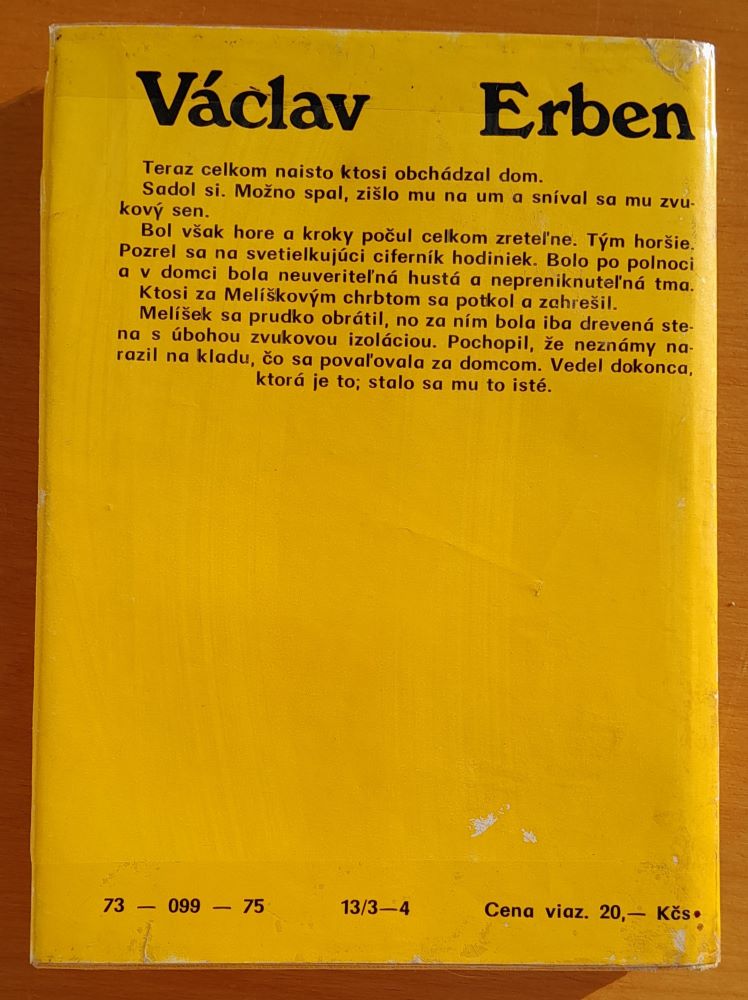 Václav Erben
Teraz celkom naisto ktosi obchádzal dom.
Sadol si. Možno spal, zišlo mu na um a sníval sa mu zvu-
kový sen.
Bol však hore a kroky počul celkom zreteľne. Tým horšie.
Pozrel sa na svetielkujúci ciferník hodiniek. Bolo po polnoci
a v domci bola neuveriteľná hustá a nepreniknuteľná tma.
Ktosi za Melíškovým chrbtom sa potkol a zahrešil.
Melíšek sa prudko obrátil, no za ním bola iba drevená ste-
na s úbohou zvukovou izoláciou. Pochopil, že neznámy na-
razil na kladu, čo sa povaľovala za domcom. Vedel dokonca,
ktorá je to; stalo sa mu to isté.
73 — 099 — 75 13/3—4 Cena viaz. 20,— Kčs